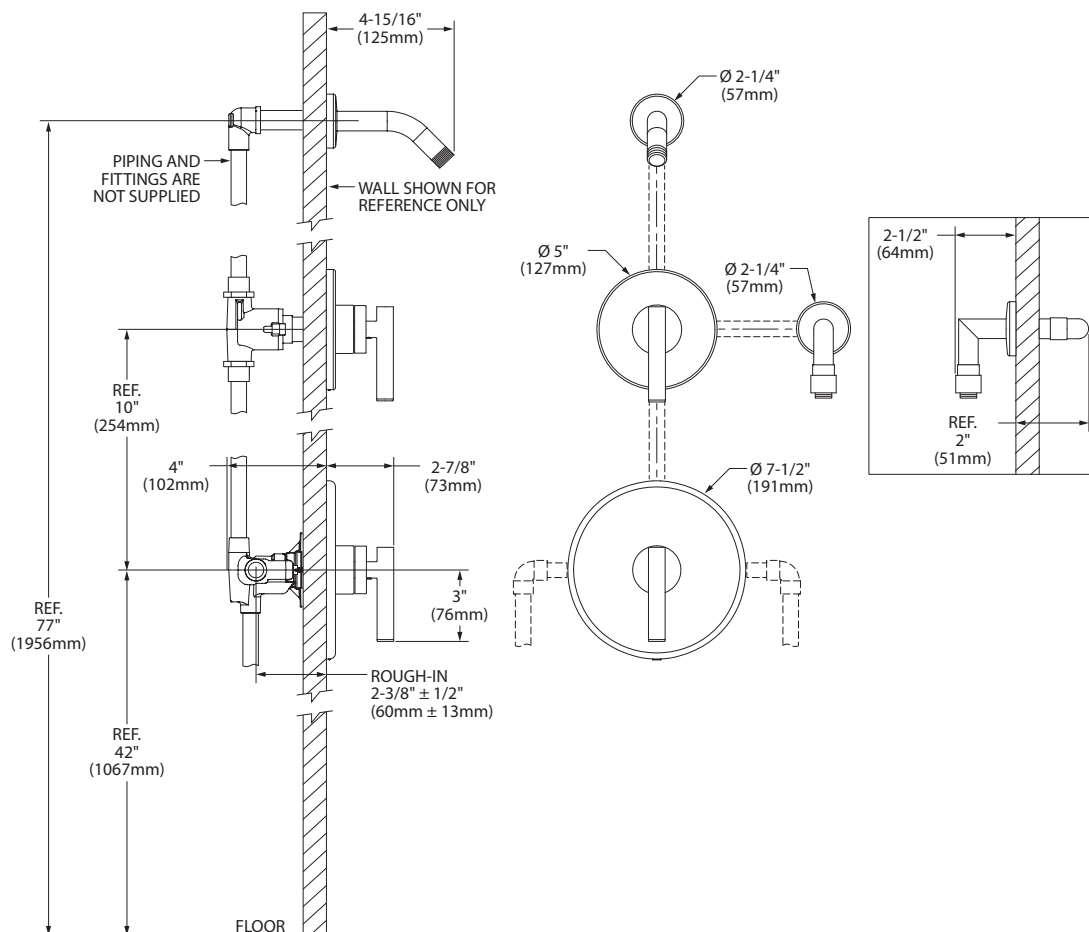 4-15/16"
(125mm)
Ø 2-1/4"
(57mm)
PIPING AND
FITTINGS ARE
NOT SUPPLIED
WALL SHOWN FOR
REFERENCE ONLY
2-1/2"
(64mm)
Ø 5"
(127mm)
Ø 2-1/4"
(57mm)
REF.
10"
(254mm)
REF.
2"
(51mm)
4"
(102mm)
2-7/8"
(73mm)
Ø 7-1/2"
(191mm)
3"
(76mm)
REF.
77"
(1956mm)
ROUGH-IN
2-3/8" ± 1/2"
(60mm ± 13mm)
REF.
42"
(1067mm)
FLOOR